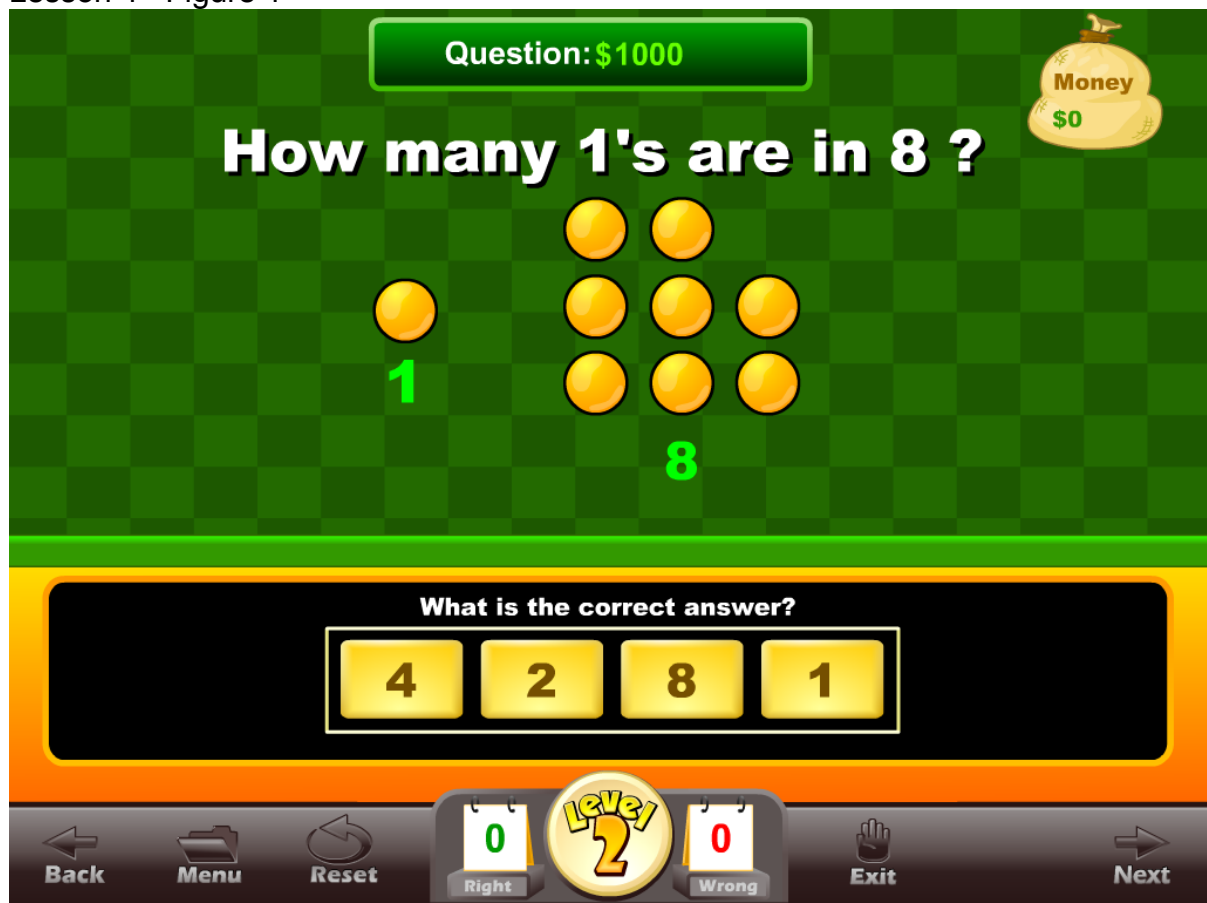 Question: $1000
Money
$0
How many 1's are in 8 ?
1
8
What is the correct answer?
4 2 8 1
Level
2
0
Right
0
Wrong
Back
Menu
Reset
Exit
Next